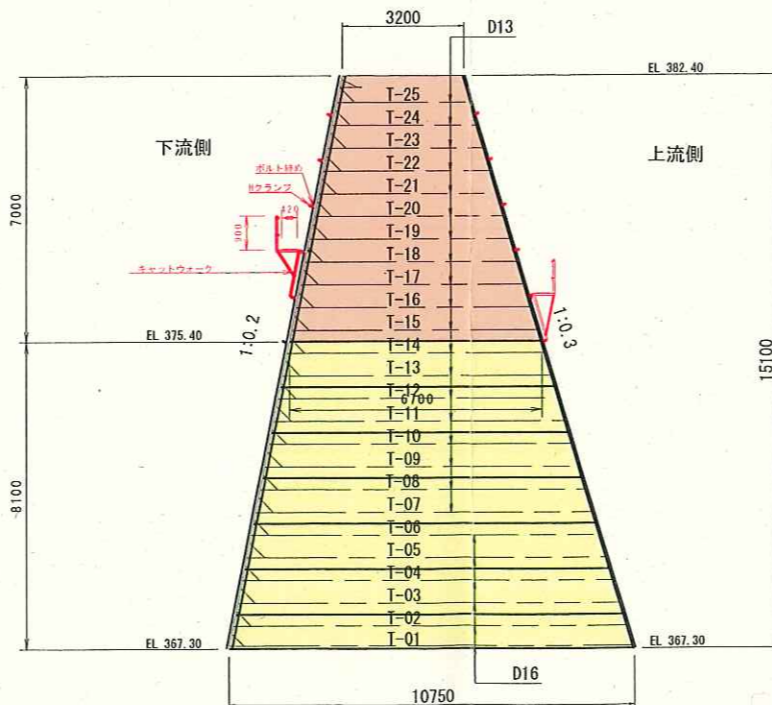 3200
D13
EL 382.40
T-25
T-24
T-23
T-22
T-21
T-20
T-19
T-18
T-17
T-16
T-15
T-14
T-13
T-12
T-11
T-10
T-09
T-08
T-07
T-06
T-05
T-04
T-03
T-02
T-01
下流側
上流側
ボルト締め
Hクランプ
420
900
キャットウォーク
7000
EL 375.40
1:0.2
1:0.3
6700
15100
8100
EL 367.30
EL 367.30
D16
10750